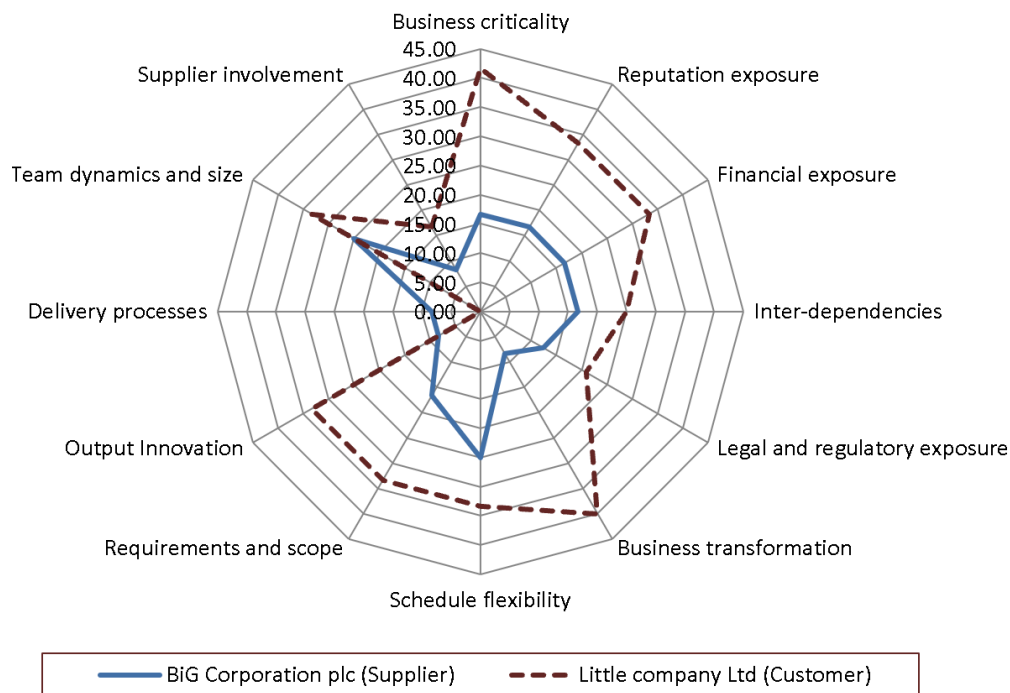 Business criticality
45.00
40.00
35.00
30.00
25.00
20.00
15.00
10.00
5.00
0.00
Supplier involvement
Reputation exposure
Team dynamics and size
Financial exposure
Delivery processes
Inter-dependencies
Output Innovation
Legal and regulatory exposure
Requirements and scope
Business transformation
Schedule flexibility
BiG Corporation plc (Supplier)
Little company Ltd (Customer)